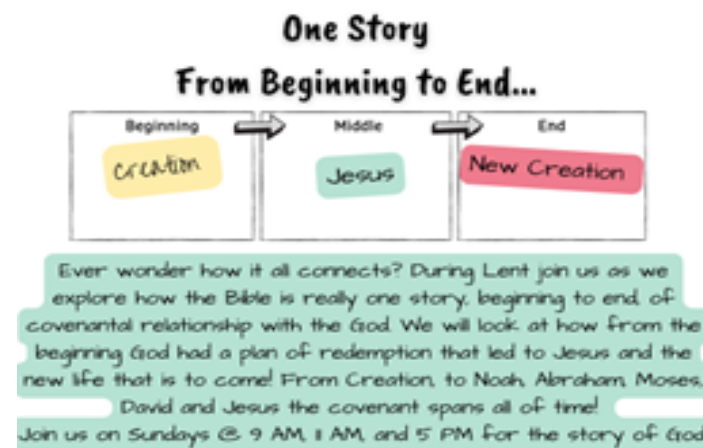 One Story
From Beginning to End...
Beginning Middle End
Creation
Jesus
New Creation
Ever wonder how it all connects? During Lent join us as we
explore how the Bible is really one story, beginning to end, of
covenantal relationship with the God. We will look at how from the
beginning God had a plan of redemption that led to Jesus and the
new life that is to come! From Creation, to Noah, Abraham, Moses,
David and Jesus the covenant spans all of time!
Join us on Sundays @ 9 AM, 11 AM, and 5 PM for the story of God